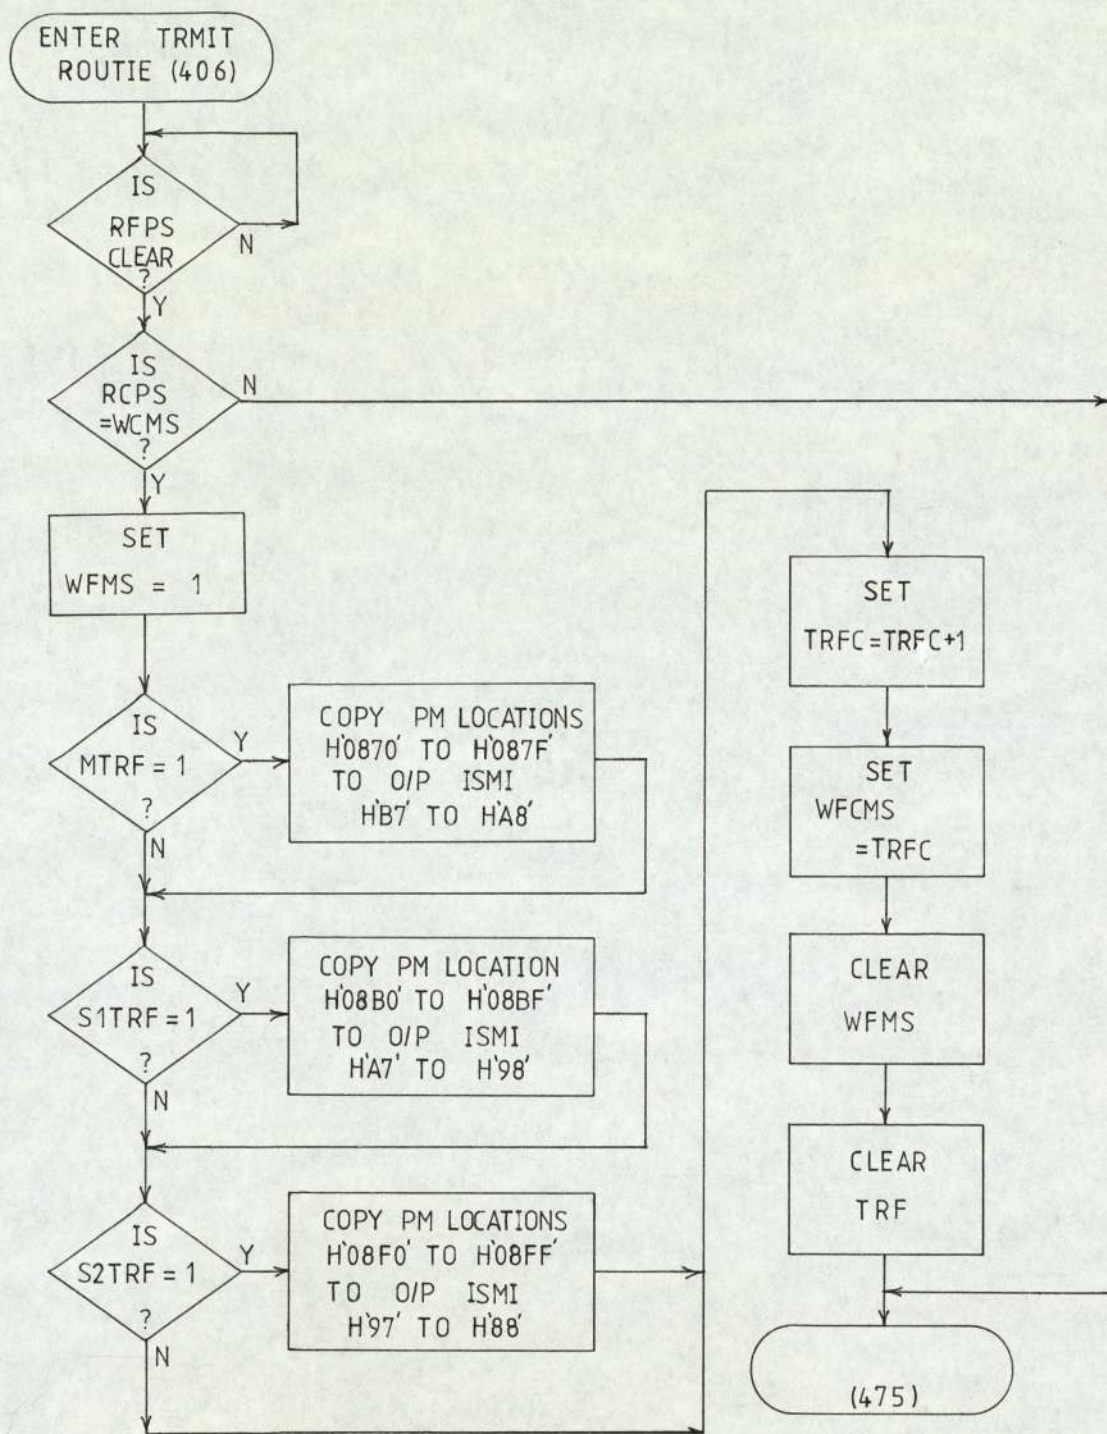 ENTER TRMIT
ROUTIE (406)
IS
RFPS
CLEAR
?
N
Y
IS
RCPS
=WCMS
?
N
Y
SET
WFMS = 1
IS
MTRF = 1
?
Y
N
COPY PM LOCATIONS
H'0870' TO H'087F'
TO O/P ISMI
H'B7' TO H'A8'
IS
S1TRF = 1
?
Y
N
COPY PM LOCATION
H'08B0' TO H'08BF'
TO O/P ISMI
H'A7' TO H'98'
IS
S2TRF = 1
?
Y
N
COPY PM LOCATIONS
H'08F0' TO H'08FF'
TO O/P ISMI
H'97' TO H'88'
SET
TRFC=TRFC+1
SET
WFCMS
=TRFC
CLEAR
WFMS
CLEAR
TRF
(475)